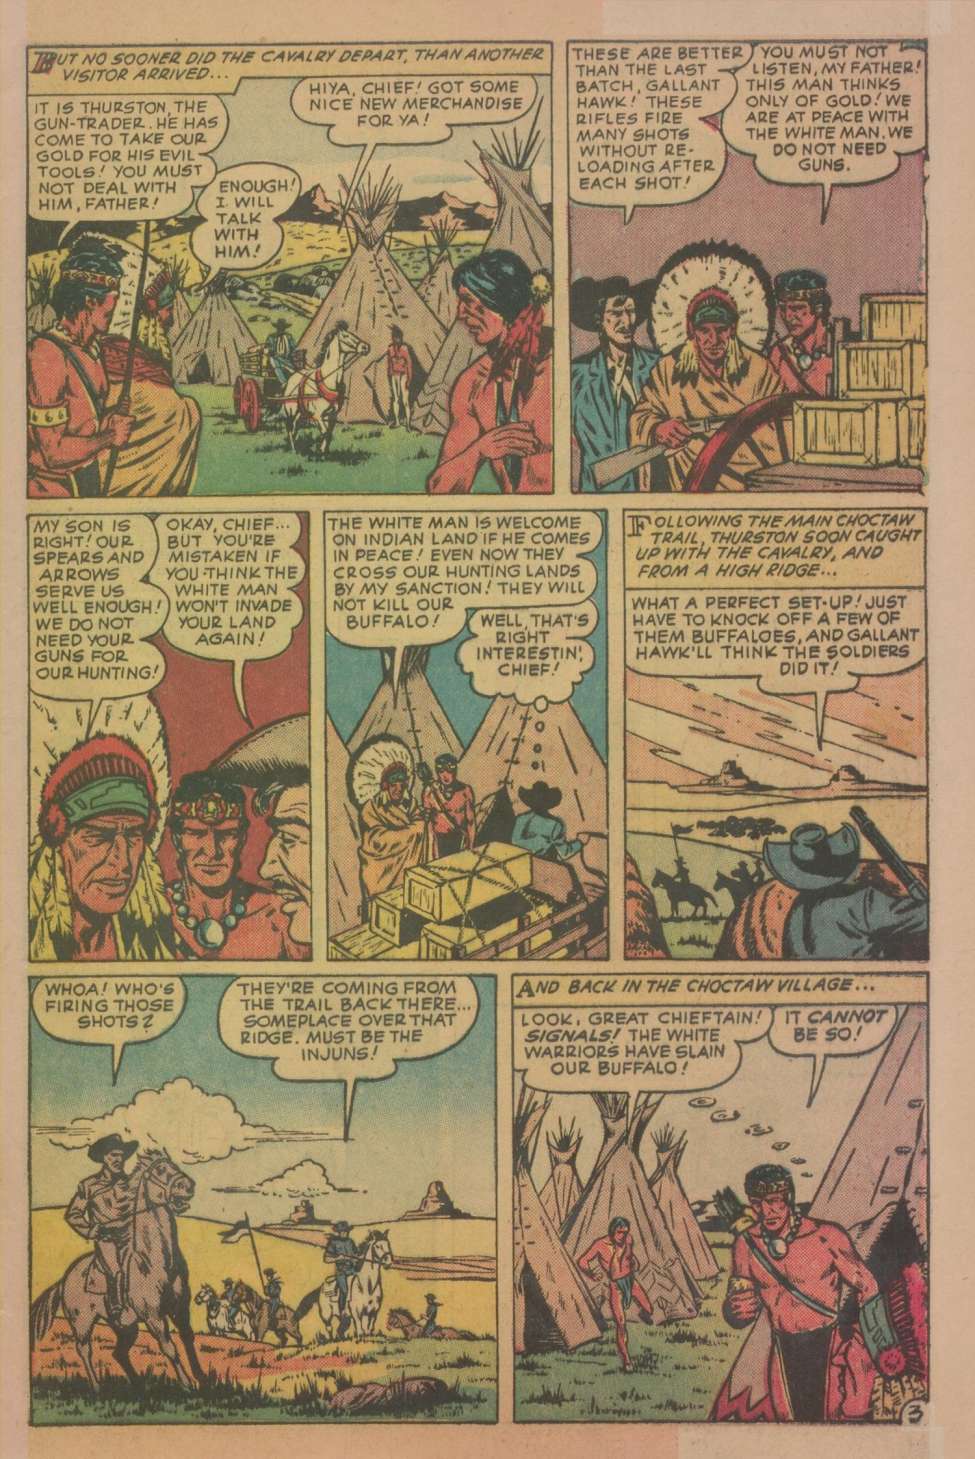 BUT NO SOONER DID THE CAVALRY DEPART, THAN ANOTHER
VISITOR ARRIVED...
IT IS THURSTON, THE
GUN-TRADER. HE HAS
COME TO TAKE OUR
GOLD FOR HIS EVIL
TOOLS! YOU MUST
NOT DEAL WITH
HIM, FATHER!
ENOUGH!
I WILL
TALK
WITH
HIM!
HIYA, CHIEF! GOT SOME
NICE NEW MERCHANDISE
FOR YA!
THESE ARE BETTER
THAN THE LAST
BATCH, GALLANT
HAWK! THESE
RIFLES FIRE
MANY SHOTS
WITHOUT RE-
LOADING AFTER
EACH SHOT!
YOU MUST NOT
LISTEN, MY FATHER!
THIS MAN THINKS
ONLY OF GOLD! WE
ARE AT PEACE WITH
THE WHITE MAN. WE
DO NOT NEED
GUNS.
MY SON IS
RIGHT! OUR
SPEARS AND
ARROWS
SERVE US
WELL ENOUGH!
WE DO NOT
NEED YOUR
GUNS FOR
OUR HUNTING!
OKAY, CHIEF...
BUT YOU'RE
MISTAKEN IF
YOU THINK THE
WHITE MAN
WON'T INVADE
YOUR LAND
AGAIN!
THE WHITE MAN IS WELCOME
ON INDIAN LAND IF HE COMES
IN PEACE! EVEN NOW THEY
CROSS OUR HUNTING LANDS
BY MY SANCTION! THEY WILL
NOT KILL OUR
BUFFALO!
WELL, THAT'S
RIGHT
INTERESTIN',
CHIEF!
FOLLOWING THE MAIN CHOCTAW
TRAIL, THURSTON SOON CAUGHT
UP WITH THE CAVALRY, AND
FROM A HIGH RIDGE...
WHAT A PERFECT SET-UP! JUST
HAVE TO KNOCK OFF A FEW OF
THEM BUFFALOES, AND GALLANT
HAWK'LL THINK THE SOLDIERS
DID IT!
WHOA! WHO'S
FIRING THOSE
SHOTS?
THEY'RE COMING FROM
THE TRAIL BACK THERE...
SOMEPLACE OVER THAT
RIDGE. MUST BE THE
INJUNS!
AND BACK IN THE CHOCTAW VILLAGE...
LOOK, GREAT CHIEFTAIN!
SIGNALS! THE WHITE
WARRIORS HAVE SLAIN
OUR BUFFALO!
IT CANNOT
BE SO!
3